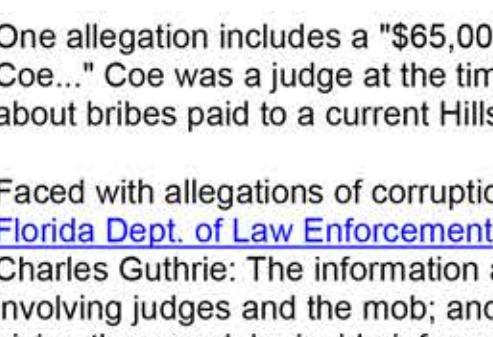 One allegation includes a "$65,00
Coe..." Coe was a judge at the tim
about bribes paid to a current Hills
Faced with allegations of corruptio
Florida Dept. of Law Enforcement
Charles Guthrie: The information a
involving judges and the mob; and